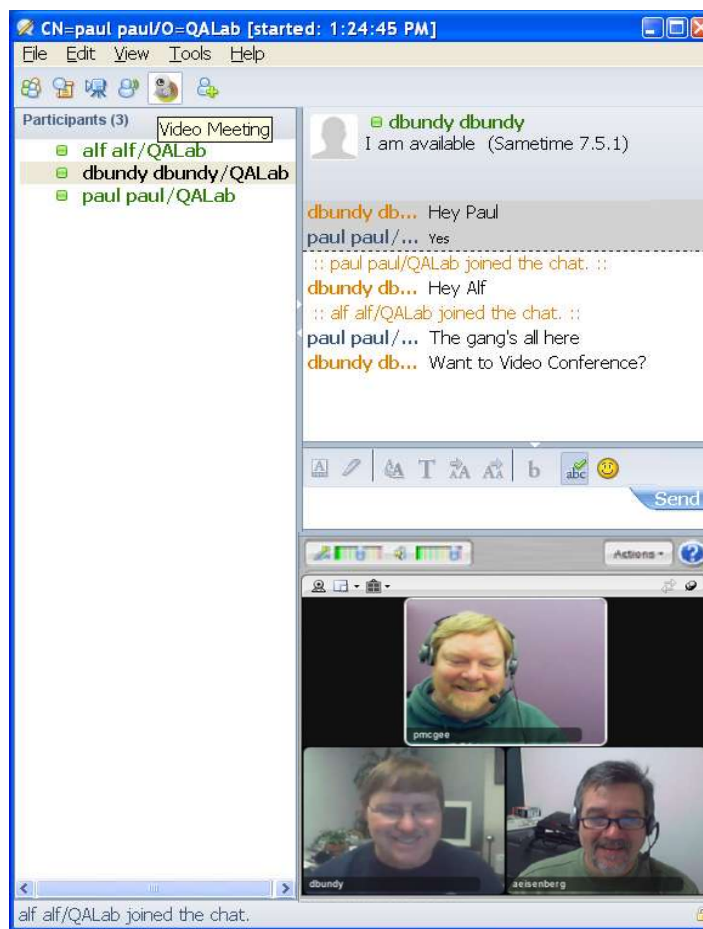 CN=paul paul/O=QALab [started: 1:24:45 PM]
File Edit View Tools Help
Participants (3)
Video Meeting
alf alf/QALab
dbundy dbundy/QALab
paul paul/QALab
dbundy dbundy
I am available (Sametime 7.5.1)
dbundy db... Hey Paul
paul paul/... Yes
:: paul paul/QALab joined the chat. ::
dbundy db... Hey Alf
:: alf alf/QALab joined the chat. ::
paul paul/... The gang's all here
dbundy db... Want to Video Conference?
A T AA AA b abc
Send
Actions ?
pmcgee
dbundy
aeisenberg
alf alf/QALab joined the chat.